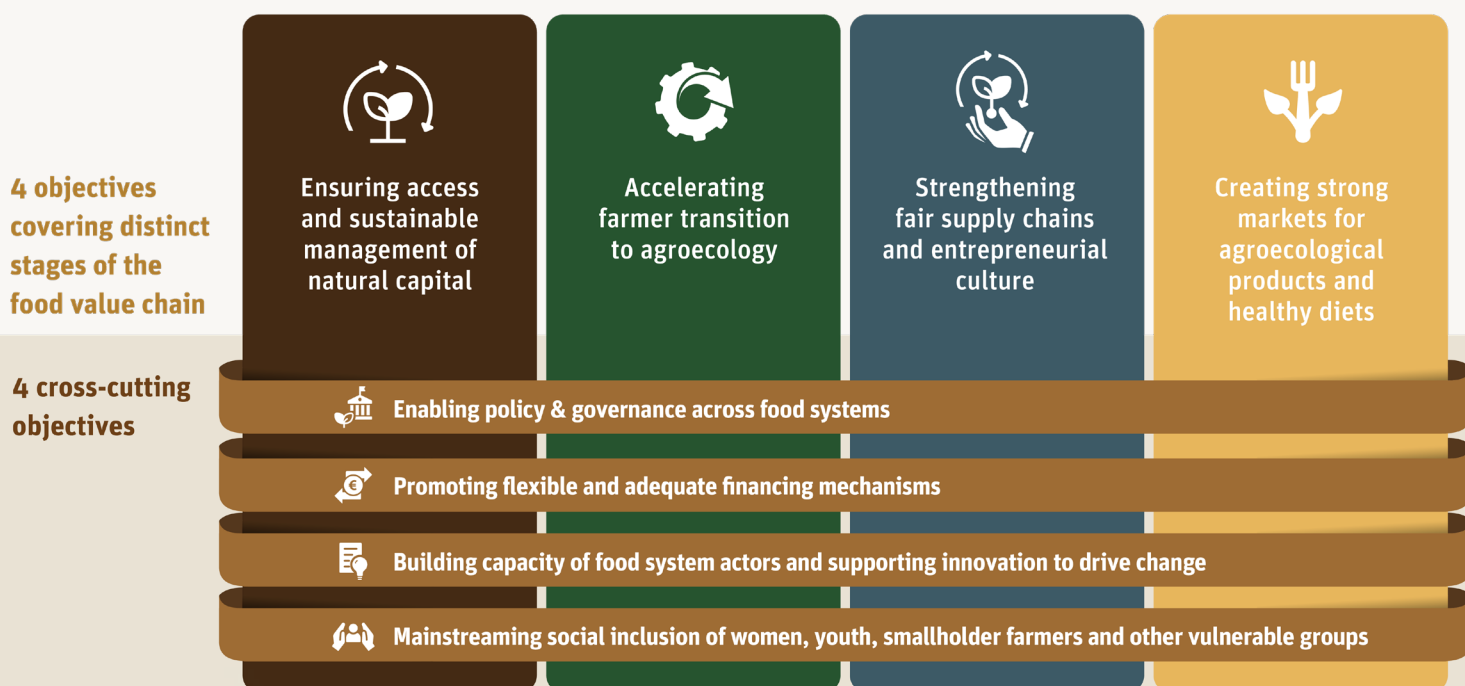 4 objectives
covering distinct
stages of the
food value chain
Ensuring access
and sustainable
management of
natural capital
Accelerating
farmer transition
to agroecology
Strengthening
fair supply chains
and entrepreneurial
culture
Creating strong
markets for
agroecological
products and
healthy diets
4 cross-cutting
objectives
Enabling policy & governance across food systems
€
Promoting flexible and adequate financing mechanisms
Building capacity of food system actors and supporting innovation to drive change
Mainstreaming social inclusion of women, youth, smallholder farmers and other vulnerable groups